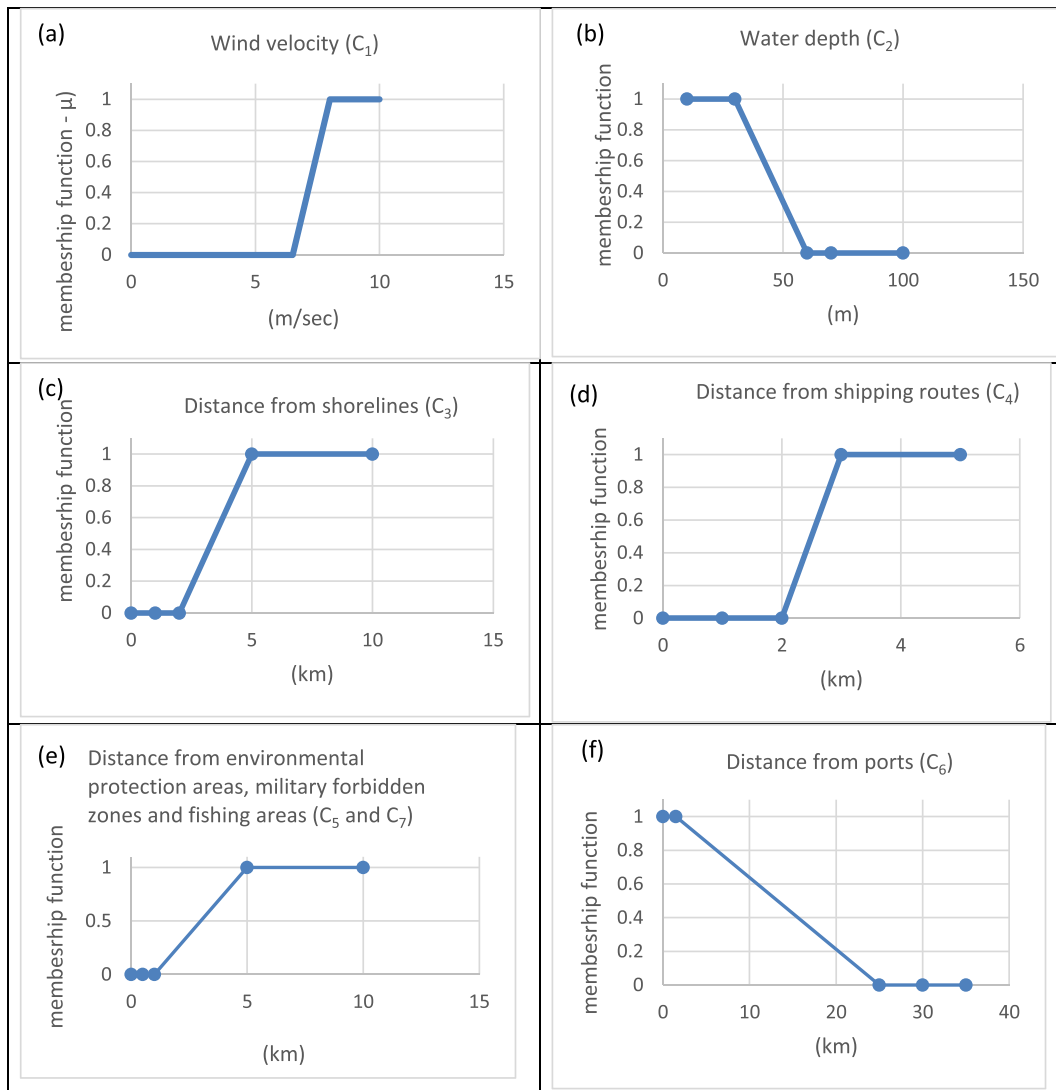 (a)
Wind velocity (C₁)
membesrhip function - µ)
1
0.8
0.6
0.4
0.2
0
0 5 10 15
(m/sec)
(b)
Water depth (C₂)
membesrhip function
1
0.8
0.6
0.4
0.2
0
0 50 100 150
(m)
(c)
Distance from shorelines (C₃)
membesrhip function
1
0.8
0.6
0.4
0.2
0
0 5 10 15
(km)
(d)
Distance from shipping routes (C₄)
membesrhip function
1
0.8
0.6
0.4
0.2
0
0 2 4 6
(km)
(e)
Distance from environmental
protection areas, military forbidden
zones and fishing areas (C₅ and C₇)
membesrhip function
1
0.5
0
0 5 10 15
(km)
(f)
Distance from ports (C₆)
membesrhip function
1
0.8
0.6
0.4
0.2
0
0 10 20 30 40
(km)